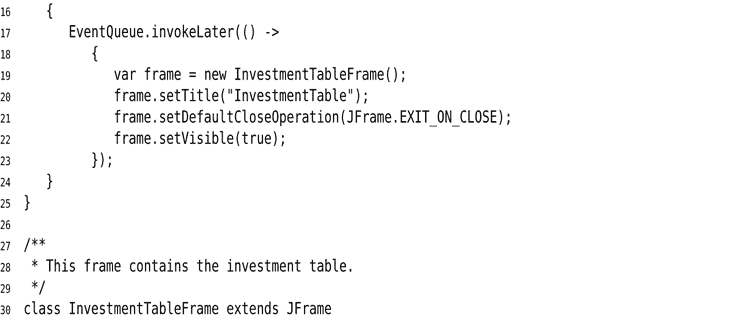 16    {
17       EventQueue.invokeLater(() ->
18          {
19             var frame = new InvestmentTableFrame();
20             frame.setTitle("InvestmentTable");
21             frame.setDefaultCloseOperation(JFrame.EXIT_ON_CLOSE);
22             frame.setVisible(true);
23          });
24    }
25 }
26
27 /**
28  * This frame contains the investment table.
29  */
30 class InvestmentTableFrame extends JFrame